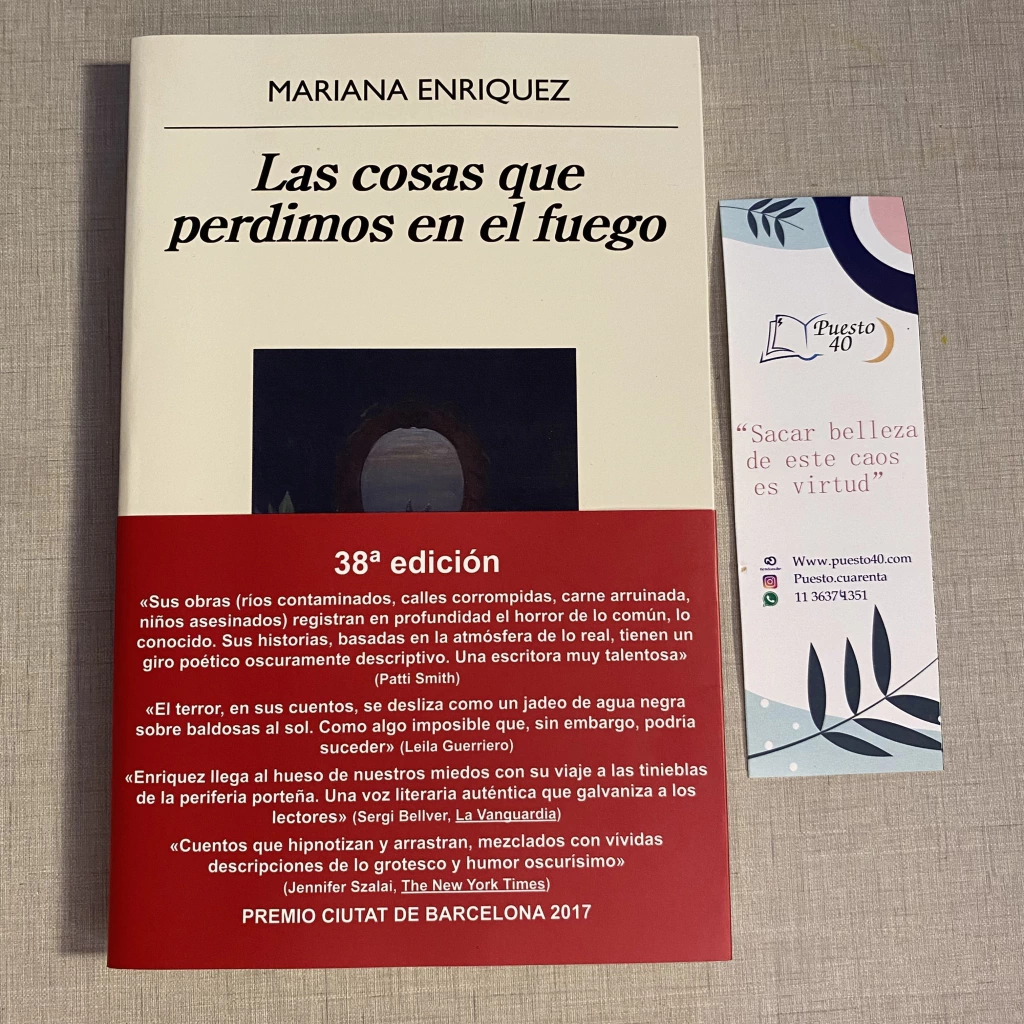 MARIANA ENRIQUEZ
Las cosas que
perdimos en el fuego
38ª edición
«Sus obras (ríos contaminados, calles corrompidas, carne arruinada,
niños asesinados) registran en profundidad el horror de lo común, lo
conocido. Sus historias, basadas en la atmósfera de lo real, tienen un
giro poético oscuramente descriptivo. Una escritora muy talentosa»
(Patti Smith)
«El terror, en sus cuentos, se desliza como un jadeo de agua negra
sobre baldosas al sol. Como algo imposible que, sin embargo, podría
suceder» (Leila Guerriero)
«Enriquez llega al hueso de nuestros miedos con su viaje a las tinieblas
de la periferia porteña. Una voz literaria auténtica que galvaniza a los
lectores» (Sergi Bellver, La Vanguardia)
«Cuentos que hipnotizan y arrastran, mezclados con vívidas
descripciones de lo grotesco y humor oscurísimo»
(Jennifer Szalai, The New York Times)
PREMIO CIUTAT DE BARCELONA 2017
Puesto
40
“Sacar belleza
de este caos
es virtud”
Www.puesto40.com
Puesto.cuarenta
11 36374351